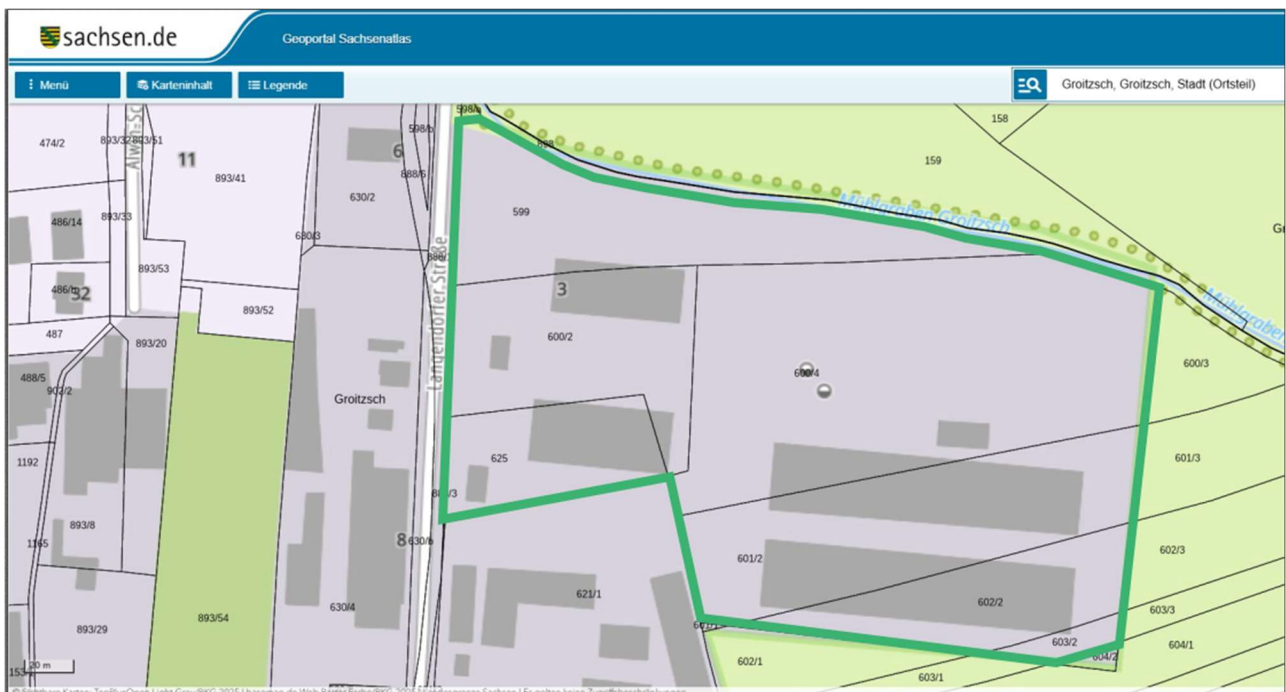 sachsen.de
Geoportal Sachsenatlas
Menü
Karteninhalt
Legende
Groitzsch, Groitzsch, Stadt (Ortsteil)
598/a
158
474/2
893/51
11
893/41
6
598/b
888/6
630/2
159
599
Mühlgraben Groitzsch
486/14
893/33
630/3
Langendorfer Straße
893/53
486/b
32
893/52
3
Mühlgraben
487
893/20
600/2
600/3
488/5
902/2
Groitzsch
600/4
1192
625
601/3
893/8
1165
8
630/b
601/2
602/3
893/54
630/4
621/1
602/2
603/3
893/29
603/2
604/2
604/1
602/1
603/1
20 m